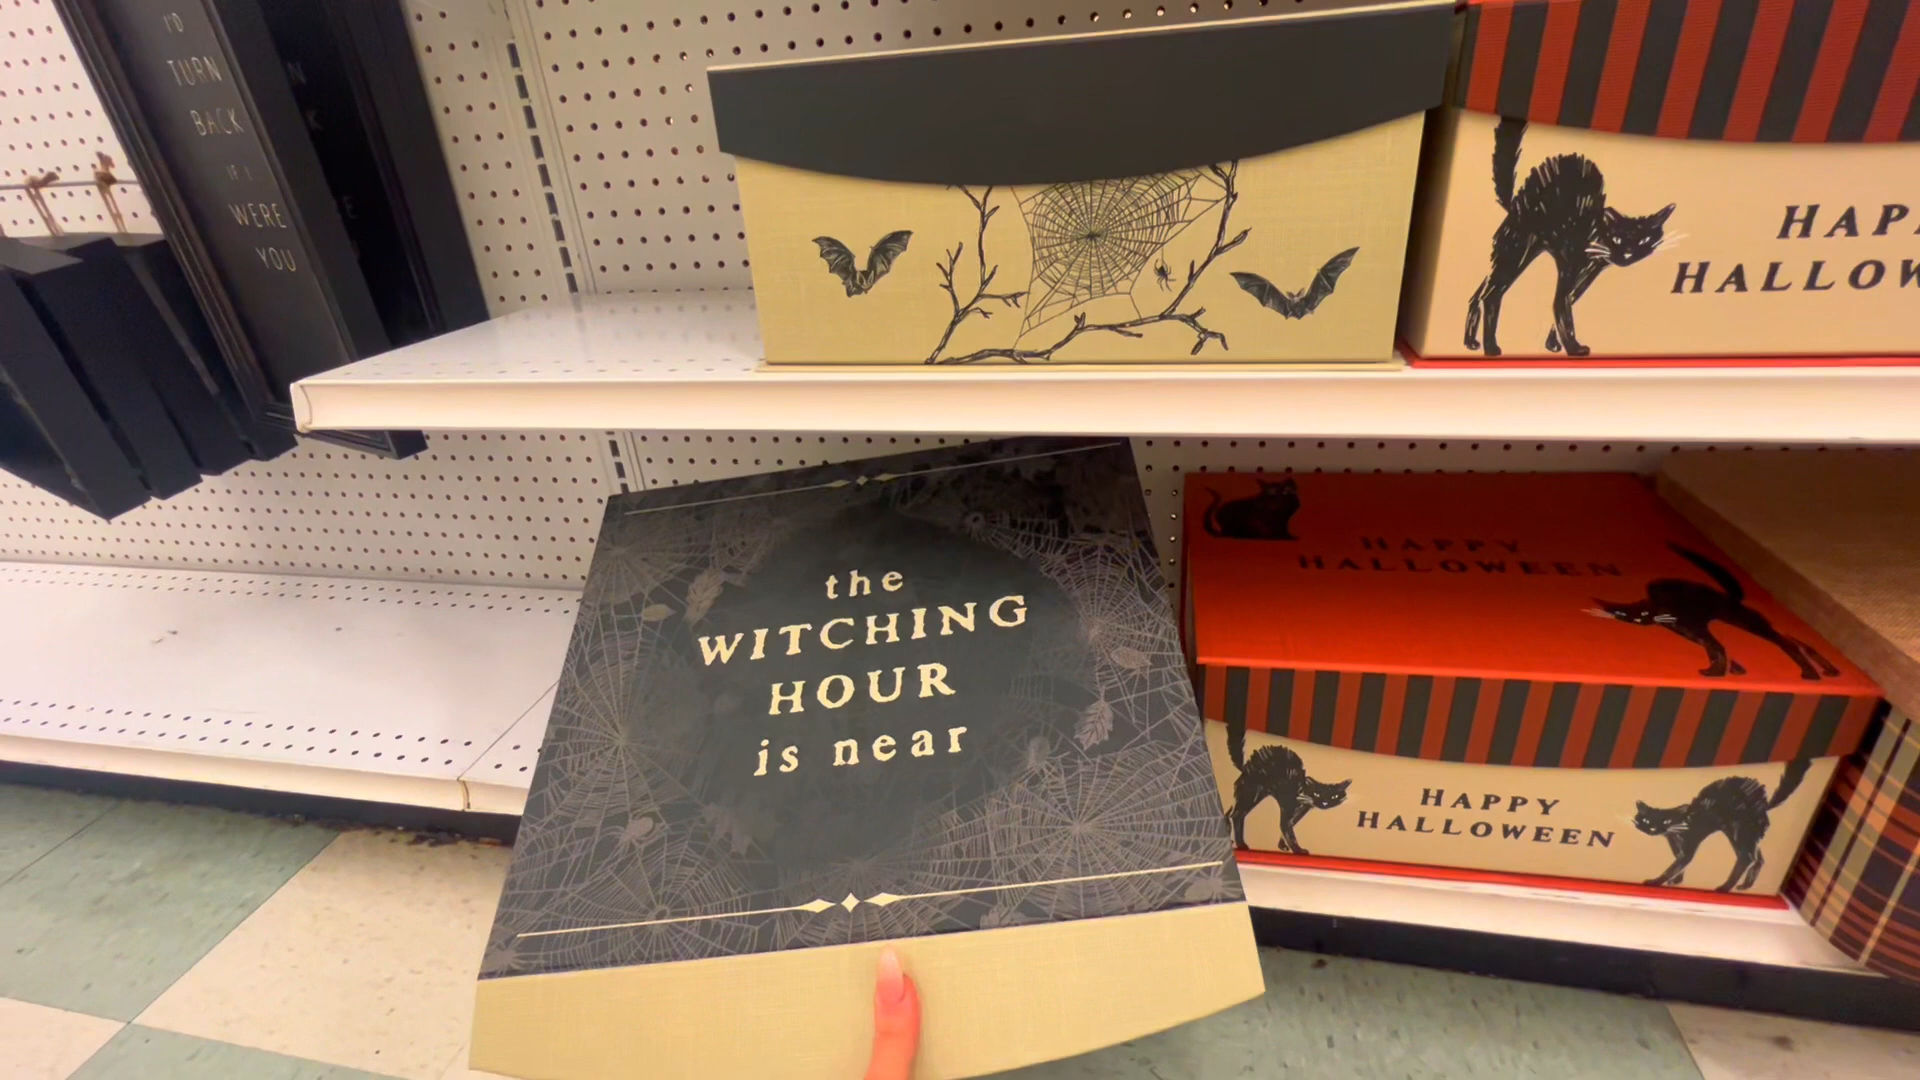 I'D
TURN
BACK
IF I
WERE
YOU
HAP
HALLOW
the
WITCHING
HOUR
is near
HAPPY
HALLOWEEN
HAPPY
HALLOWEEN